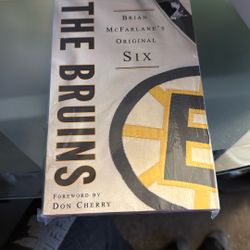 THE BRUINS
BRIAN
MCFARLANE'S
ORIGINAL
SIX
B
FOREWORD BY
DON CHERRY